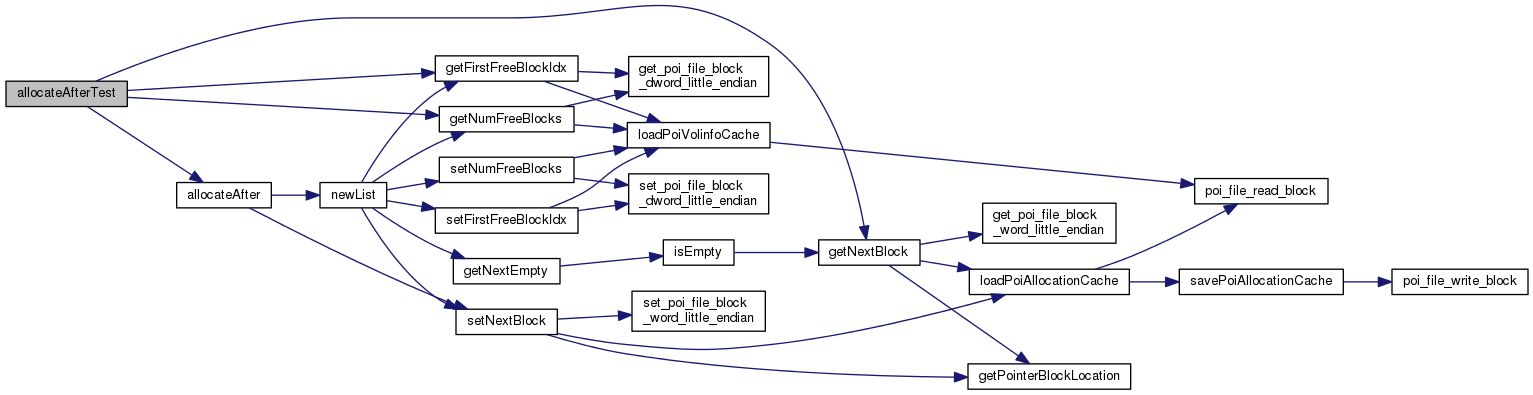 allocateAfterTest
getFirstFreeBlockIdx
get_poi_file_block
_dword_little_endian
getNumFreeBlocks
loadPoiVolinfoCache
setNumFreeBlocks
allocateAfter
newList
set_poi_file_block
_dword_little_endian
setFirstFreeBlockIdx
poi_file_read_block
get_poi_file_block
_word_little_endian
isEmpty
getNextBlock
getNextEmpty
loadPoiAllocationCache
savePoiAllocationCache
poi_file_write_block
set_poi_file_block
_word_little_endian
setNextBlock
getPointerBlockLocation